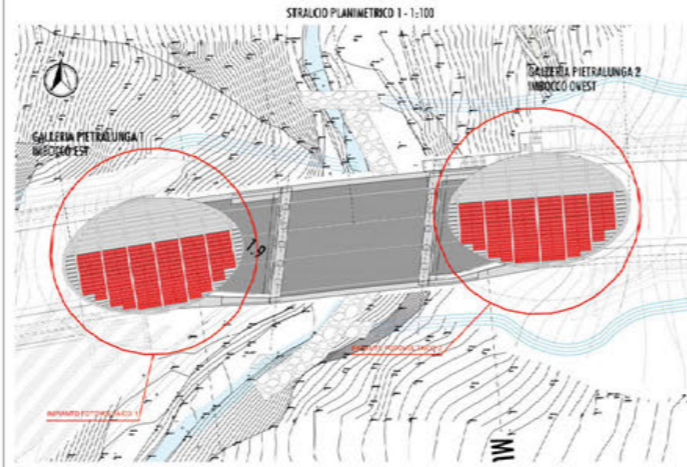 STRALCIO PLANIMETRICO 1 - 1:100
N
GALLERIA PIETRALUNGA 2
IMBOCCO OVEST
GALLERIA PIETRALUNGA 1
IMBOCCO EST
1.9
IMPIANTO FOTOVOLTAICO 2
IMPIANTO FOTOVOLTAICO 1